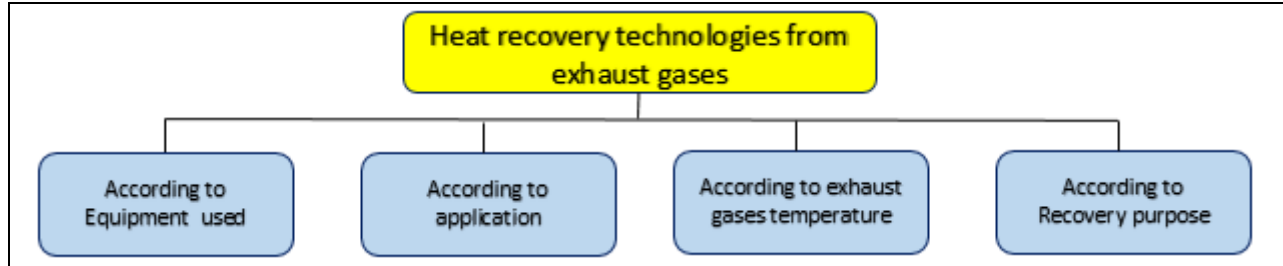 Heat recovery technologies from
exhaust gases
According to
Equipment used
According to
application
According to exhaust
gases temperature
According to
Recovery purpose